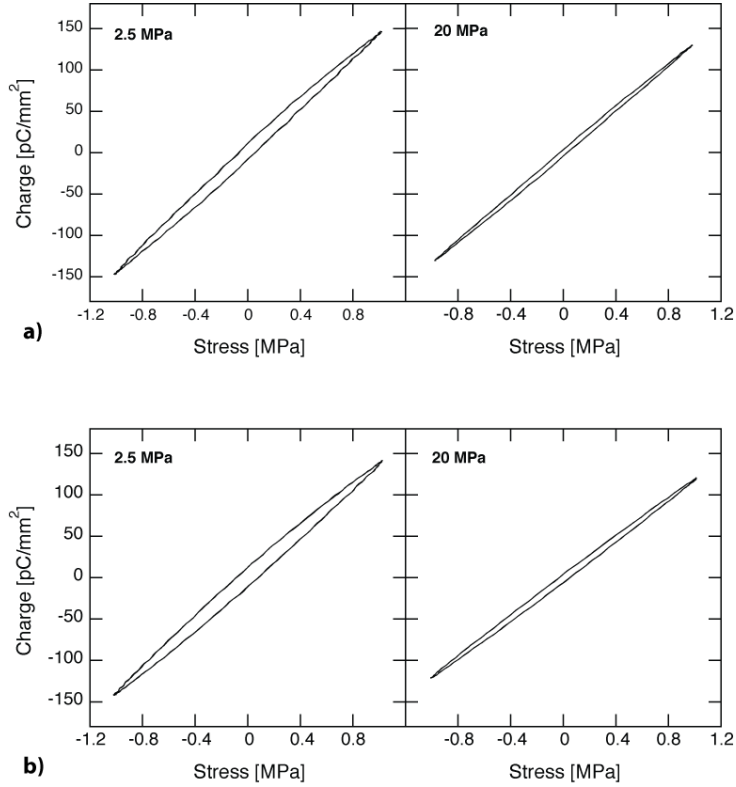 2.5 MPa
20 MPa
150
100
50
0
-50
-100
-150
Charge [pC/mm²]
-1.2 -0.8 -0.4 0 0.4 0.8
-0.8 -0.4 0 0.4 0.8 1.2
Stress [MPa]
Stress [MPa]
a)
2.5 MPa
20 MPa
150
100
50
0
-50
-100
-150
Charge [pC/mm²]
-1.2 -0.8 -0.4 0 0.4 0.8
-0.8 -0.4 0 0.4 0.8 1.2
Stress [MPa]
Stress [MPa]
b)